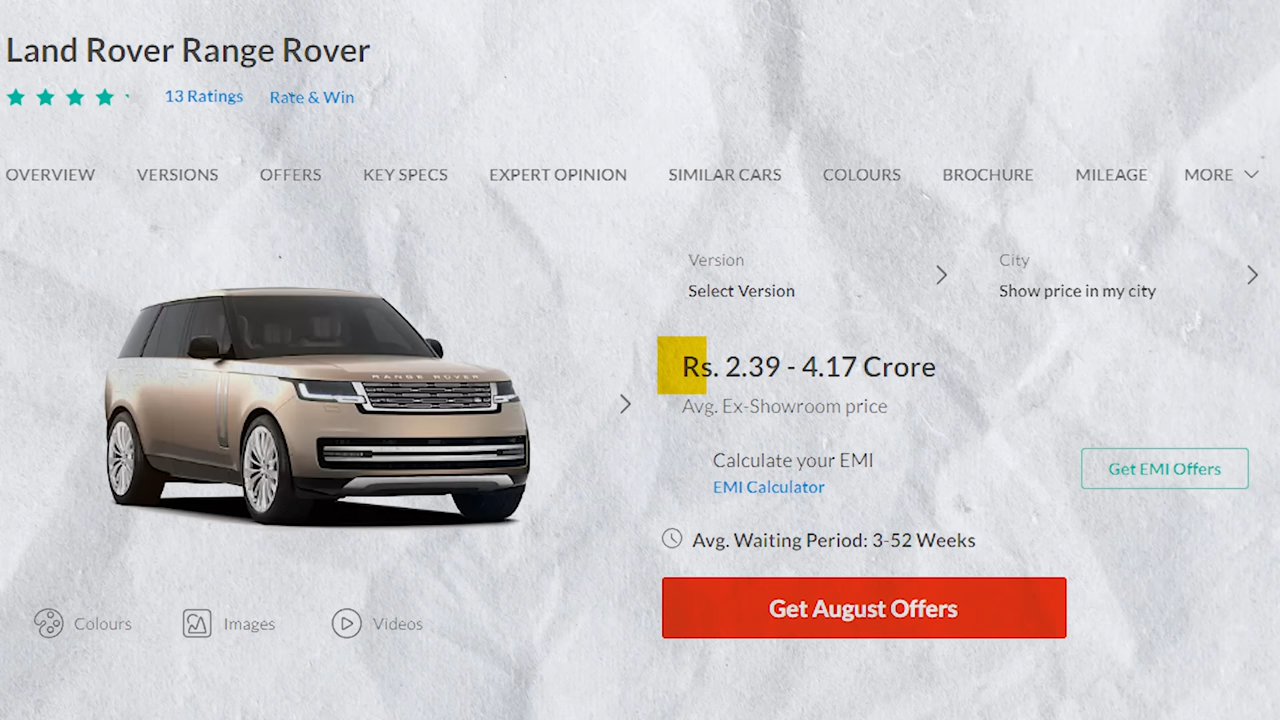 Land Rover Range Rover
13 Ratings Rate & Win
OVERVIEW VERSIONS OFFERS KEY SPECS EXPERT OPINION SIMILAR CARS COLOURS BROCHURE MILEAGE MORE
Version
Select Version
City
Show price in my city
RANGE ROVER
Rs. 2.39 - 4.17 Crore
Avg. Ex-Showroom price
Calculate your EMI
EMI Calculator
Get EMI Offers
Avg. Waiting Period: 3-52 Weeks
Get August Offers
Colours Images Videos